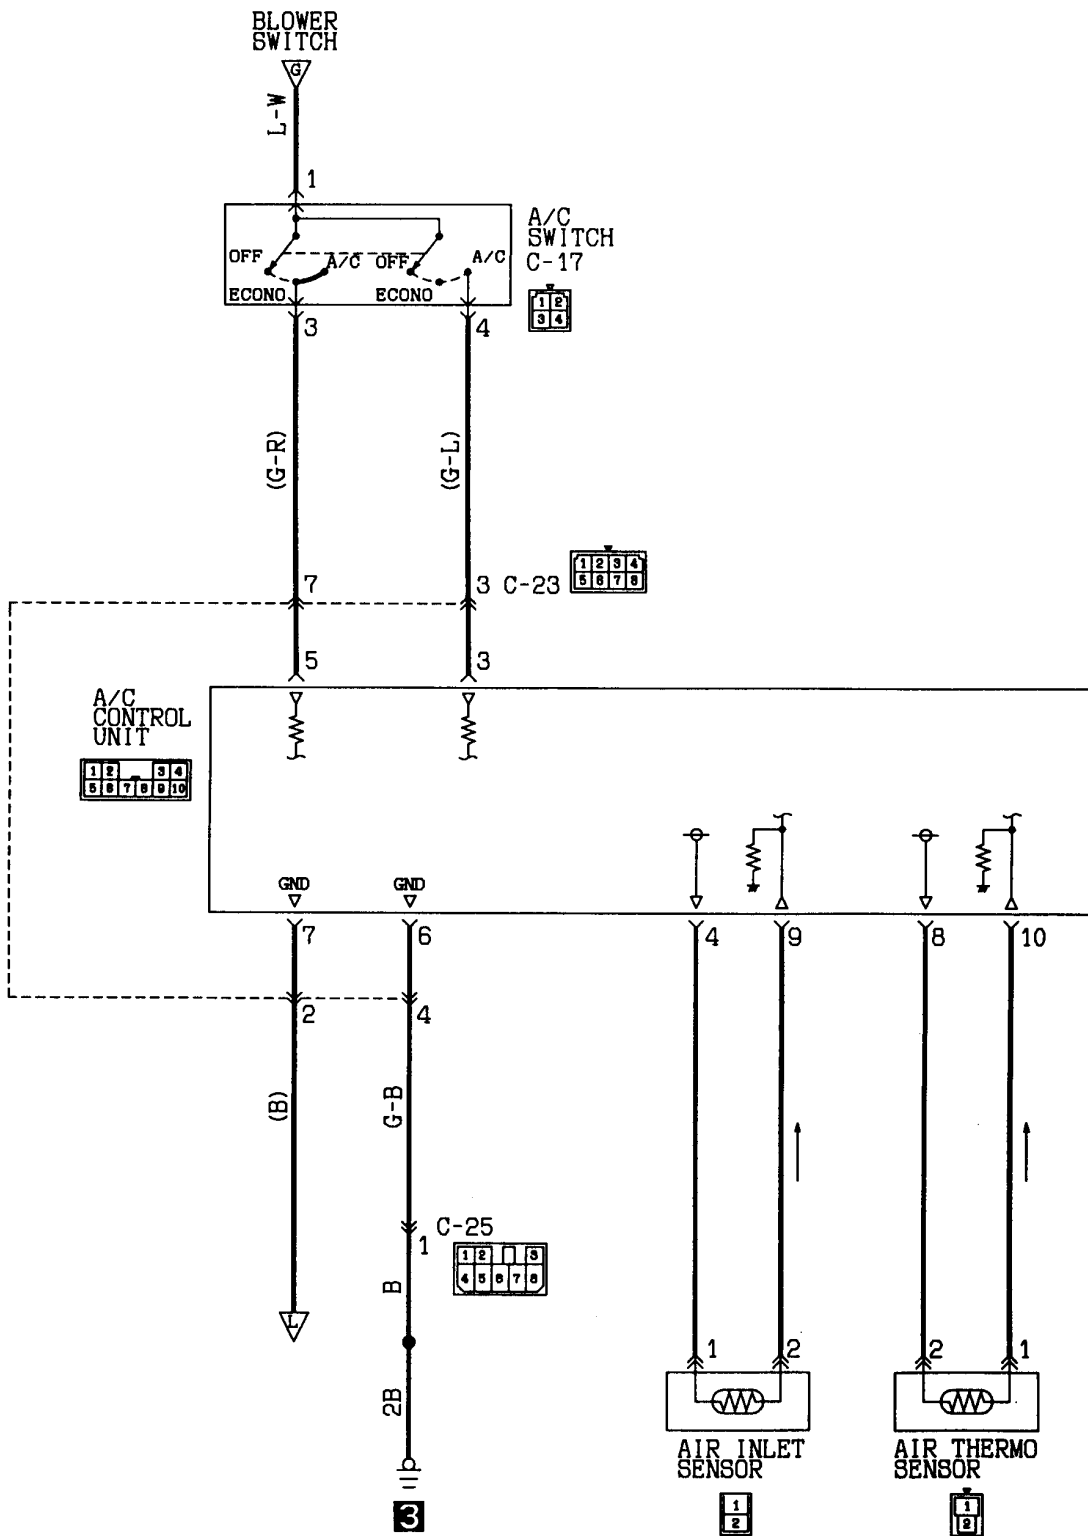 BLOWER
SWITCH
G
L-W
1
A/C
SWITCH
C-17
OFF
A/C
OFF
A/C
ECONO
ECONO
1 2
3 4
3
4
(G-R)
(G-L)
7
3
C-23
1 2 3 4
5 6 7 8
5
3
A/C
CONTROL
UNIT
1 2 3 4
5 6 7 8 9 10
GND
GND
7
6
4
9
8
10
2
4
(B)
G-B
C-25
1
1 2 3
4 5 6 7 8
B
L
2B
1
2
2
1
AIR INLET
SENSOR
AIR THERMO
SENSOR
1
2
1
2
3